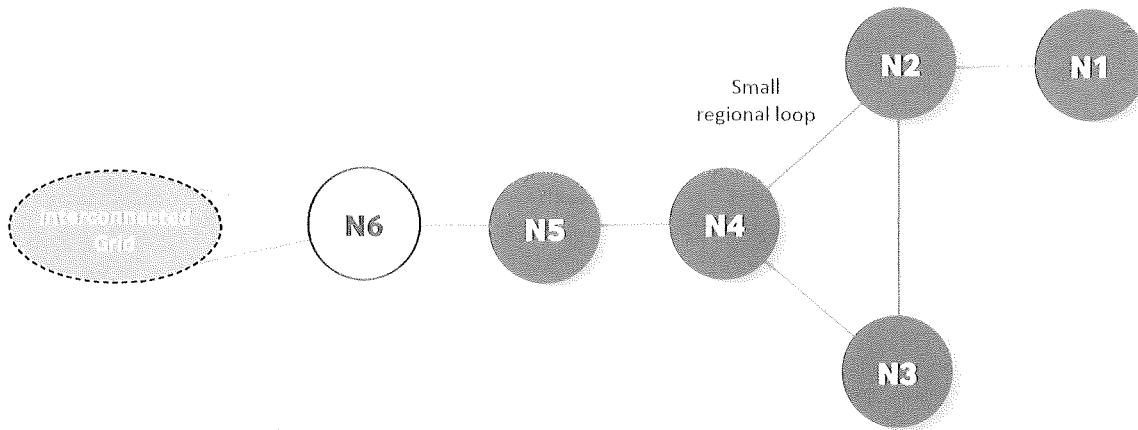 Interconnected
Grid
N6
N5
N4
Small
regional loop
N2
N1
N3